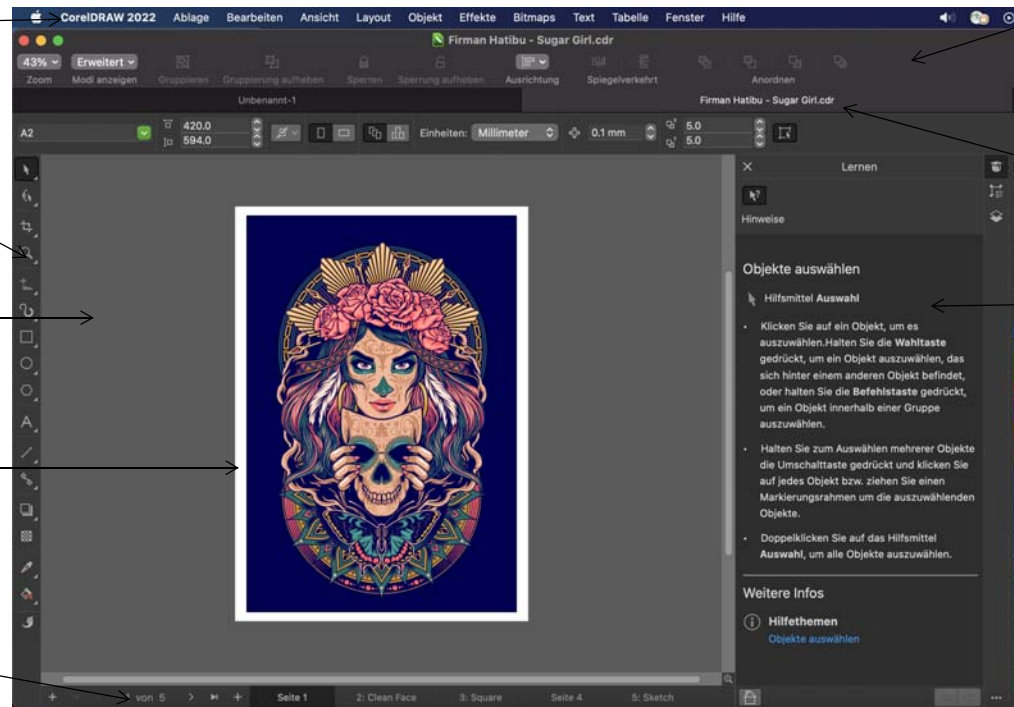 CorelDRAW 2022 Ablage Bearbeiten Ansicht Layout Objekt Effekte Bitmaps Text Tabelle Fenster Hilfe
Firman Hatibu - Sugar Girl.cdr
43% Erweitert
Zoom Modi anzeigen Gruppieren Gruppierung aufheben Sperren Sperrung aufheben Ausrichtung Spiegelverkehrt Anordnen
Unbenannt-1 Firman Hatibu - Sugar Girl.cdr
A2 420.0 594.0 Einheiten: Millimeter 0.1 mm 5.0 5.0
Lernen
Hinweise
Objekte auswählen
Hilfsmittel Auswahl
• Klicken Sie auf ein Objekt, um es
auszuwählen.Halten Sie die Wahltaste
gedrückt, um ein Objekt auszuwählen, das
sich hinter einem anderen Objekt befindet,
oder halten Sie die Befehlstaste gedrückt,
um ein Objekt innerhalb einer Gruppe
auszuwählen.
• Halten Sie zum Auswählen mehrerer Objekte
die Umschalttaste gedrückt und klicken Sie
auf jedes Objekt bzw. ziehen Sie einen
Markierungsrahmen um die auszuwählenden
Objekte.
• Doppelklicken Sie auf das Hilfsmittel
Auswahl, um alle Objekte auszuwählen.
Weitere Infos
Hilfethemen
Objekte auswählen
von 5 Seite 1 2: Clean Face 3: Square Seite 4 5: Sketch